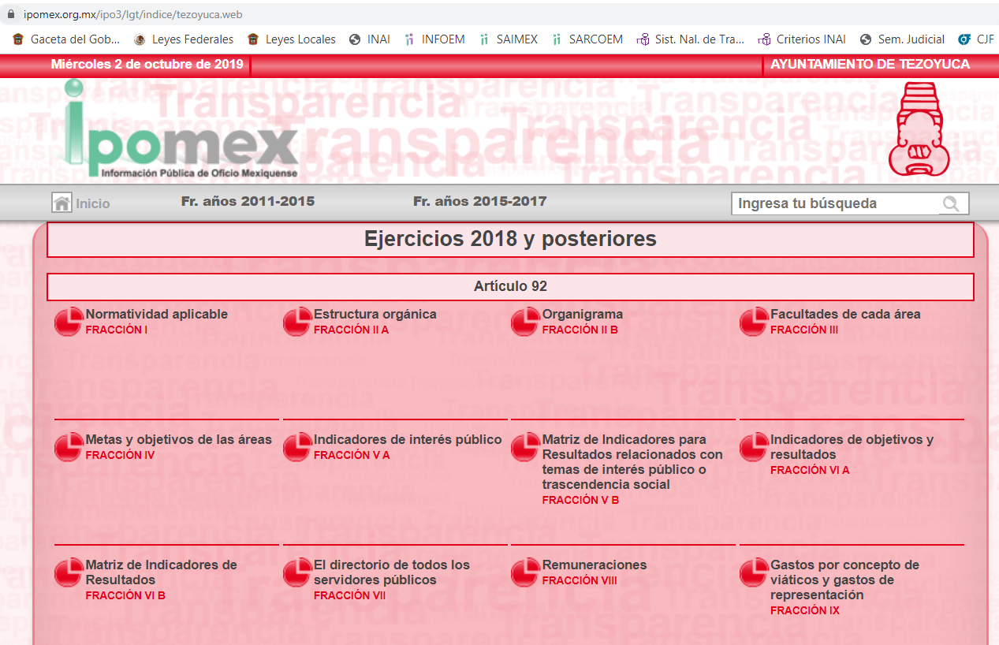 ipomex.org.mx/ipo3/lgt/indice/tezoyuca.web
Gaceta del Gob... Leyes Federales Leyes Locales INAI INFOEM SAIMEX SARCOEM Sist. Nal. de Tra... Criterios INAI Sem. Judicial CJF
Miércoles 2 de octubre de 2019 AYUNTAMIENTO DE TEZOYUCA
Transparencia
ipomex
Información Pública de Oficio Mexiquense
Inicio Fr. años 2011-2015 Fr. años 2015-2017 Ingresa tu búsqueda
Ejercicios 2018 y posteriores
Artículo 92
Normatividad aplicable
FRACCIÓN I
Estructura orgánica
FRACCIÓN II A
Organigrama
FRACCIÓN II B
Facultades de cada área
FRACCIÓN III
Metas y objetivos de las áreas
FRACCIÓN IV
Indicadores de interés público
FRACCIÓN V A
Matriz de Indicadores para
Resultados relacionados con
temas de interés público o
trascendencia social
FRACCIÓN V B
Indicadores de objetivos y
resultados
FRACCIÓN VI A
Matriz de Indicadores de
Resultados
FRACCIÓN VI B
El directorio de todos los
servidores públicos
FRACCIÓN VII
Remuneraciones
FRACCIÓN VIII
Gastos por concepto de
viáticos y gastos de
representación
FRACCIÓN IX